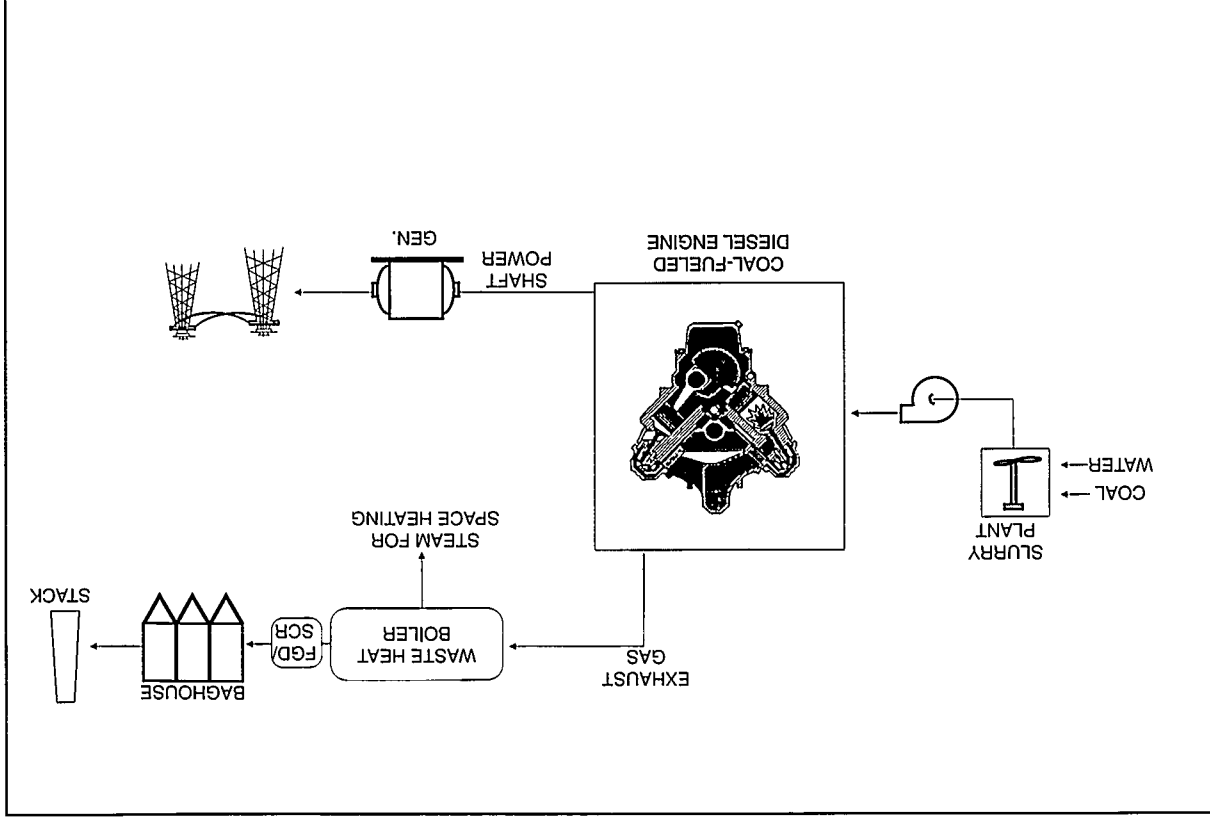 EXHAUST
GAS
WASTE HEAT
BOILER
FGD/
SCR
BAGHOUSE
STACK
STEAM FOR
SPACE HEATING
SLURRY
PLANT
COAL
WATER
COAL-FUELED
DIESEL ENGINE
SHAFT
POWER
GEN.